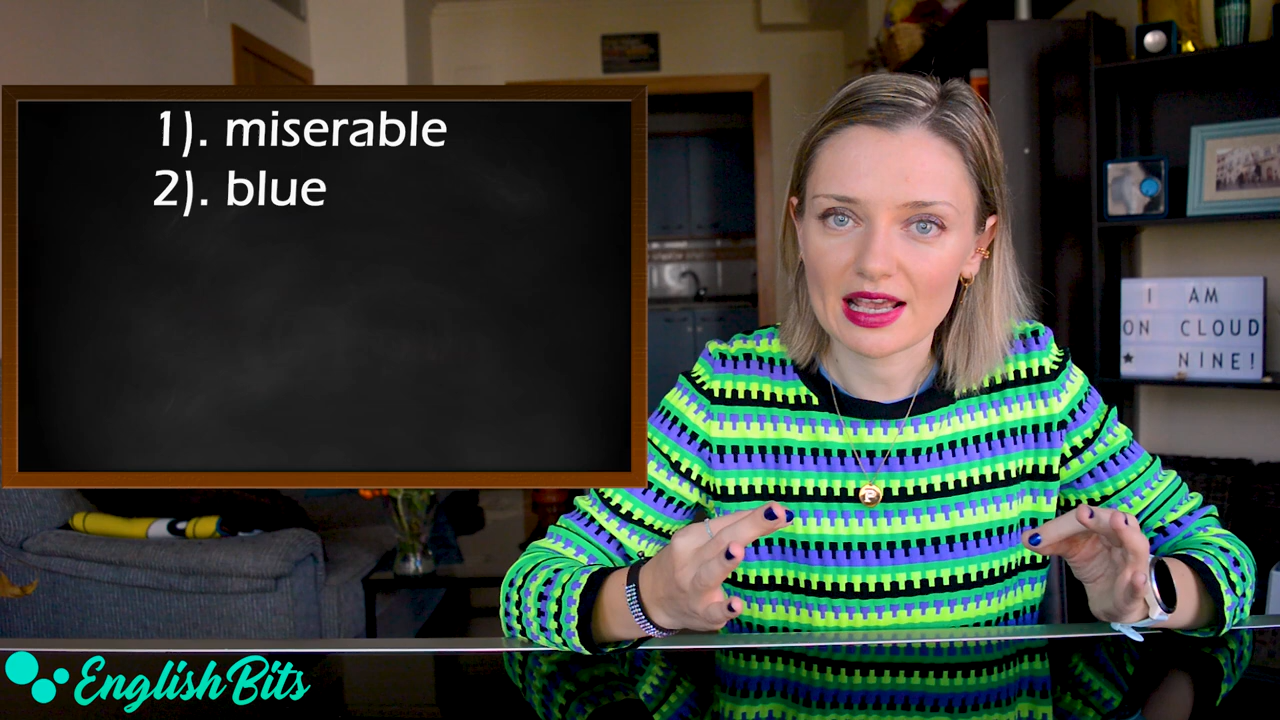 1). miserable
2). blue
I AM
ON CLOUD
NINE!
P
EnglishBits